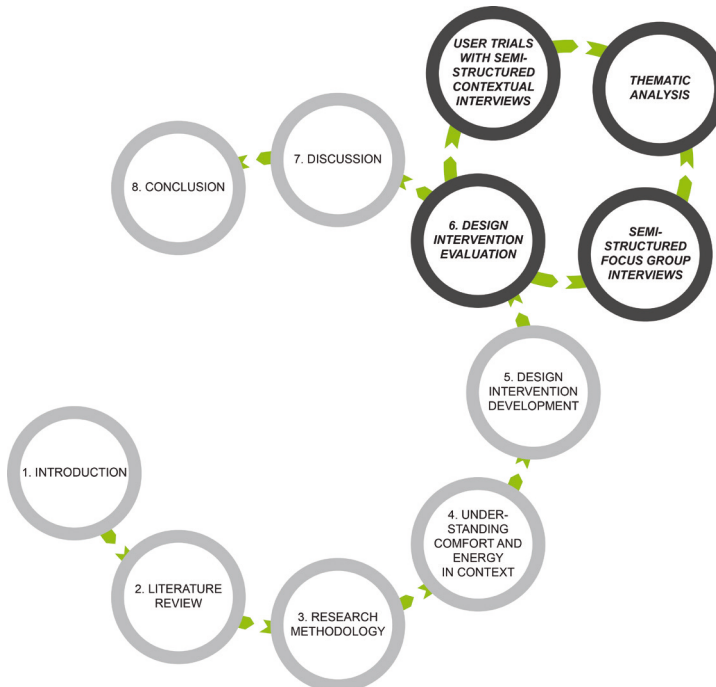 1. INTRODUCTION
2. LITERATURE
REVIEW
3. RESEARCH
METHODOLOGY
4. UNDER-
STANDING
COMFORT AND
ENERGY
IN CONTEXT
5. DESIGN
INTERVENTION
DEVELOPMENT
6. DESIGN
INTERVENTION
EVALUATION
USER TRIALS
WITH SEMI-
STRUCTURED
CONTEXTUAL
INTERVIEWS
THEMATIC
ANALYSIS
SEMI-
STRUCTURED
FOCUS GROUP
INTERVIEWS
7. DISCUSSION
8. CONCLUSION